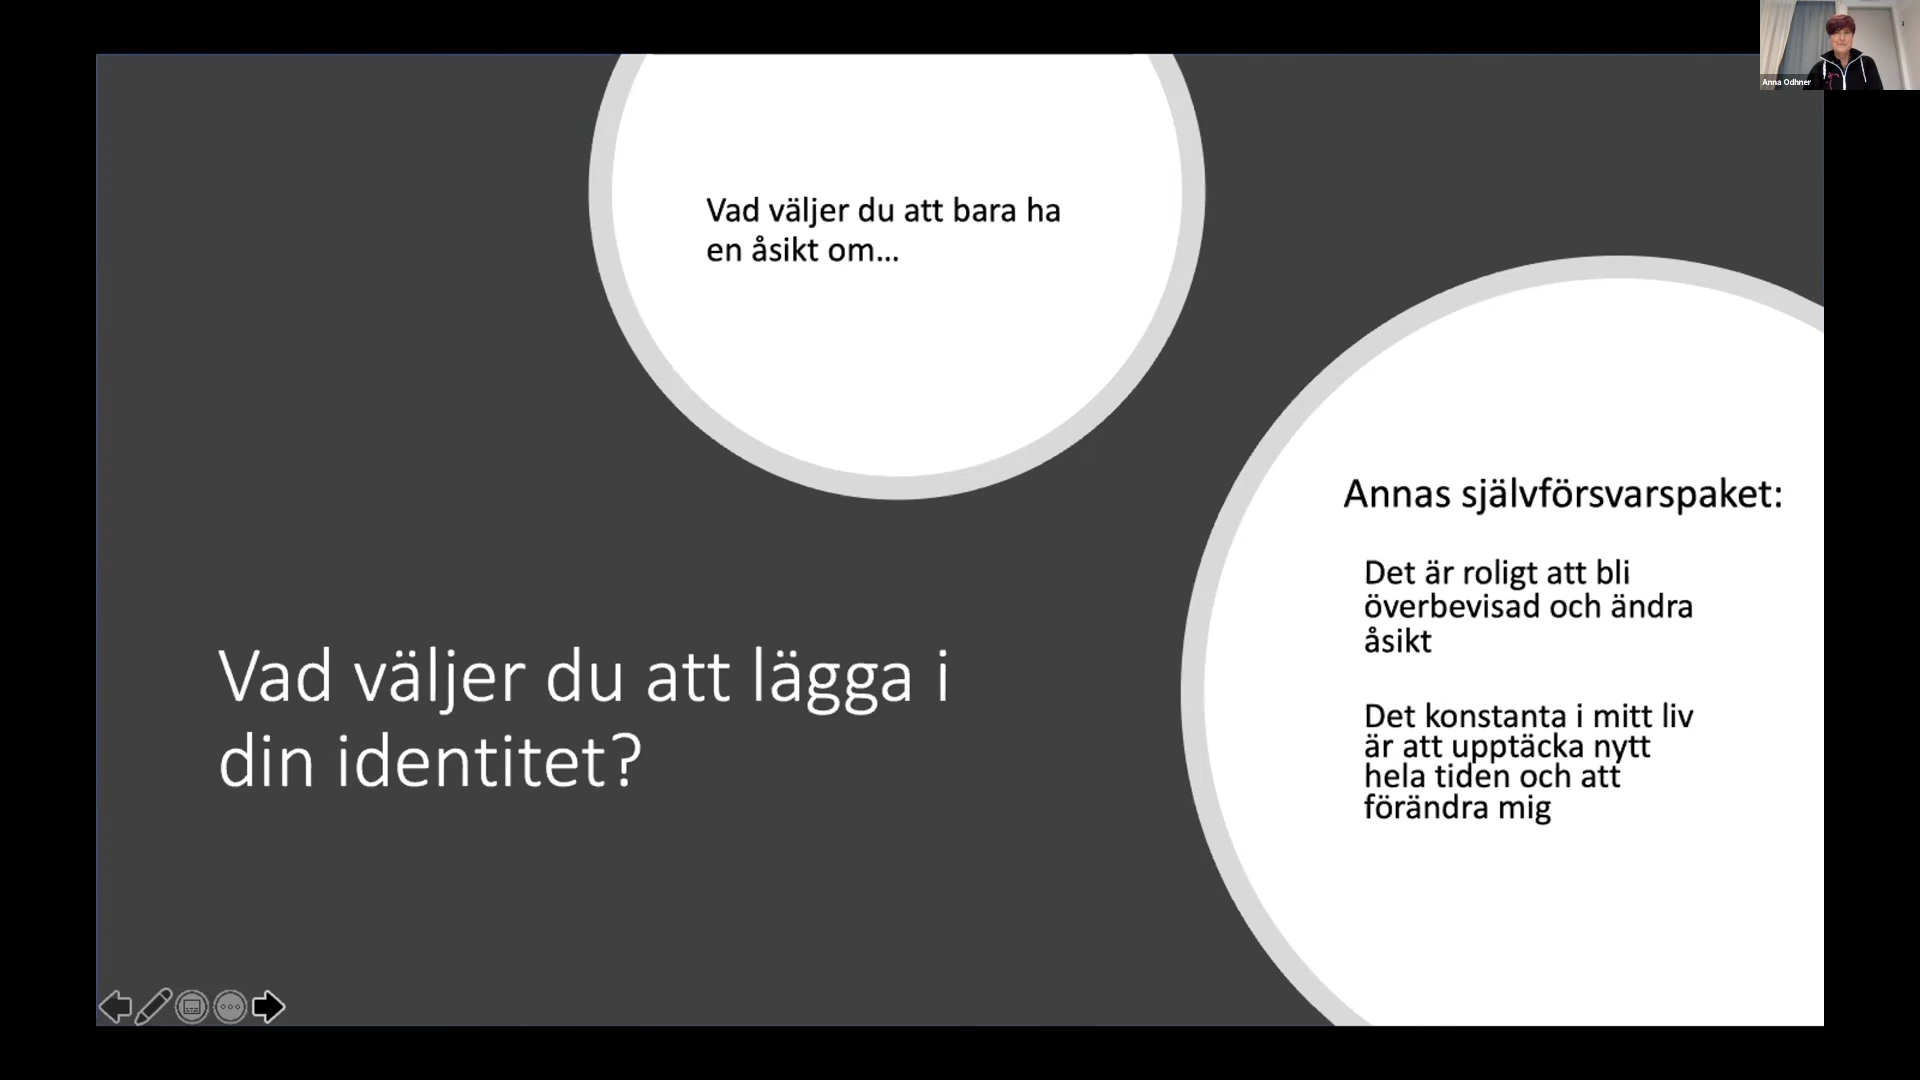 Anna Odhner
Vad väljer du att bara ha
en åsikt om...
Annas självförsvarspaket:
Det är roligt att bli
överbevisad och ändra
åsikt
Det konstanta i mitt liv
är att upptäcka nytt
hela tiden och att
förändra mig
Vad väljer du att lägga i
din identitet?